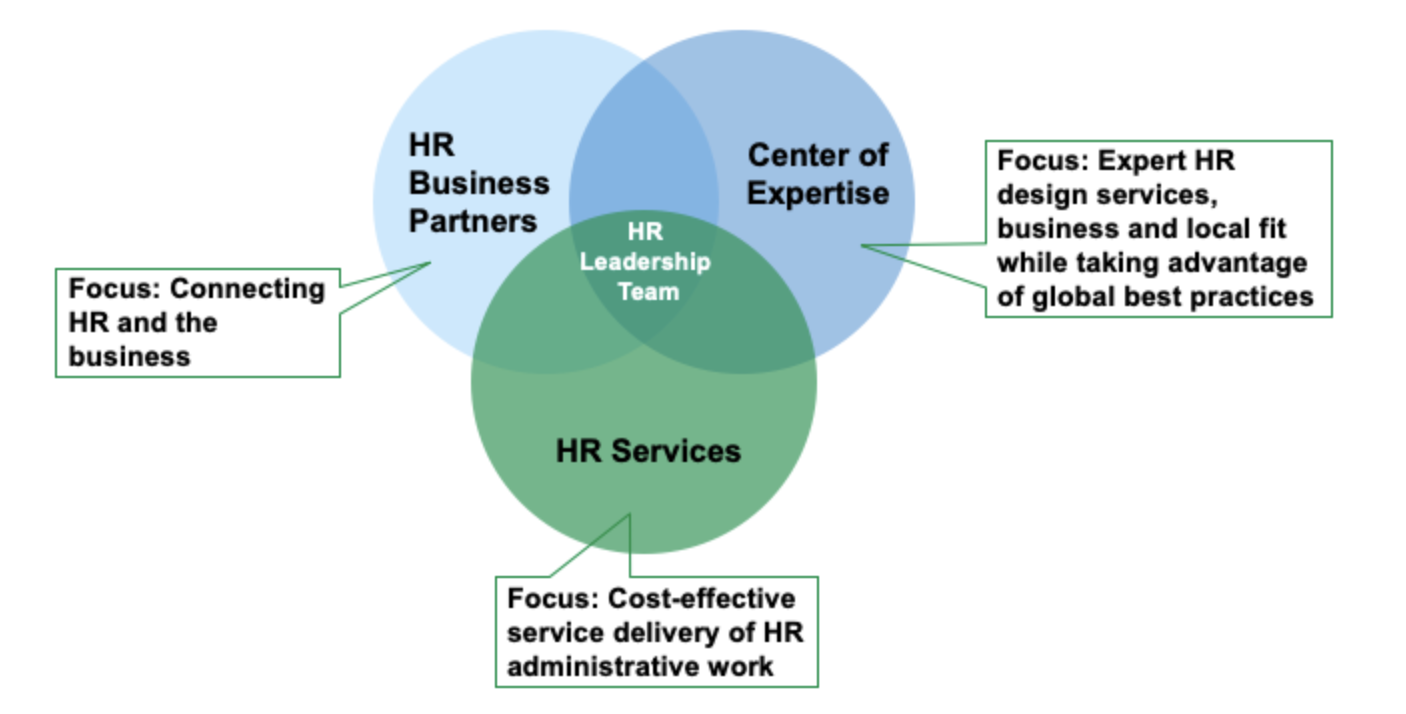 HR
Business
Partners
Center of
Expertise
HR
Leadership
Team
HR Services
Focus: Connecting
HR and the
business
Focus: Expert HR
design services,
business and local fit
while taking advantage
of global best practices
Focus: Cost-effective
service delivery of HR
administrative work